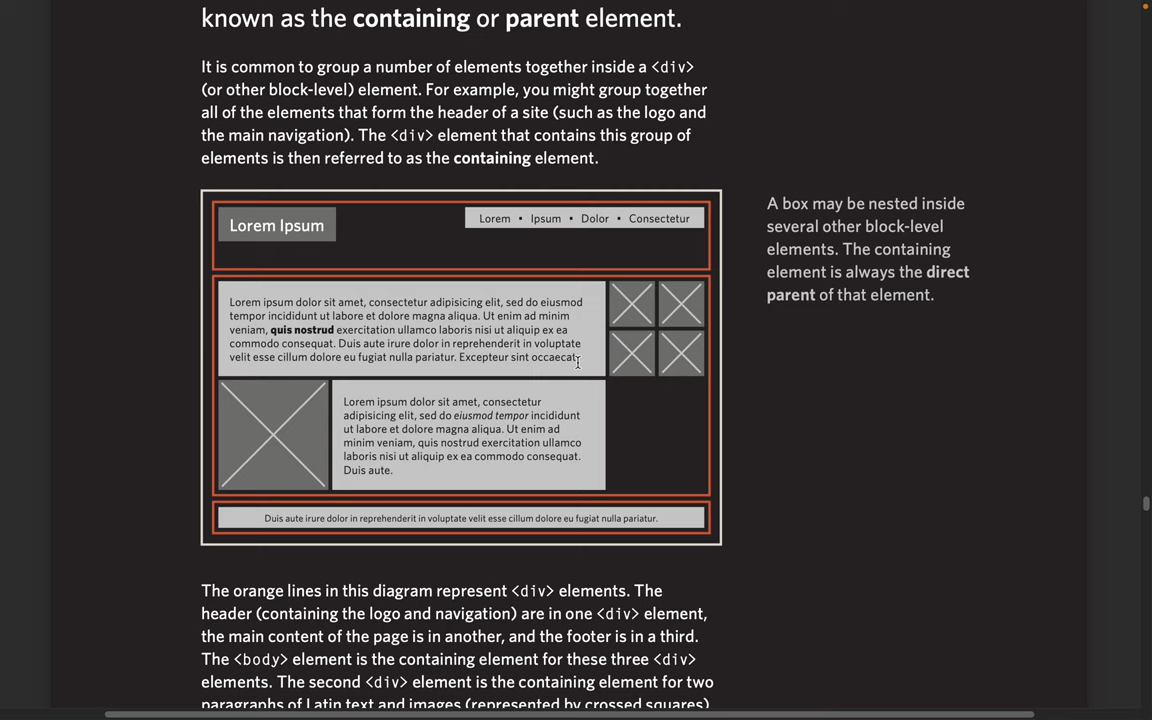 known as the containing or parent element.
It is common to group a number of elements together inside a <div>
(or other block-level) element. For example, you might group together
all of the elements that form the header of a site (such as the logo and
the main navigation). The <div> element that contains this group of
elements is then referred to as the containing element.
Lorem Ipsum
Lorem • Ipsum • Dolor • Consectetur
Lorem ipsum dolor sit amet, consectetur adipisicing elit, sed do eiusmod
tempor incididunt ut labore et dolore magna aliqua. Ut enim ad minim
veniam, quis nostrud exercitation ullamco laboris nisi ut aliquip ex ea
commodo consequat. Duis aute irure dolor in reprehenderit in voluptate
velit esse cillum dolore eu fugiat nulla pariatur. Excepteur sint occaecat.
Lorem ipsum dolor sit amet, consectetur
adipisicing elit, sed do eiusmod tempor incididunt
ut labore et dolore magna aliqua. Ut enim ad
minim veniam, quis nostrud exercitation ullamco
laboris nisi ut aliquip ex ea commodo consequat.
Duis aute.
Duis aute irure dolor in reprehenderit in voluptate velit esse cillum dolore eu fugiat nulla pariatur.
A box may be nested inside
several other block-level
elements. The containing
element is always the direct
parent of that element.
The orange lines in this diagram represent <div> elements. The
header (containing the logo and navigation) are in one <div> element,
the main content of the page is in another, and the footer is in a third.
The <body> element is the containing element for these three <div>
elements. The second <div> element is the containing element for two
paragraphs of Latin text and images (represented by crossed squares).